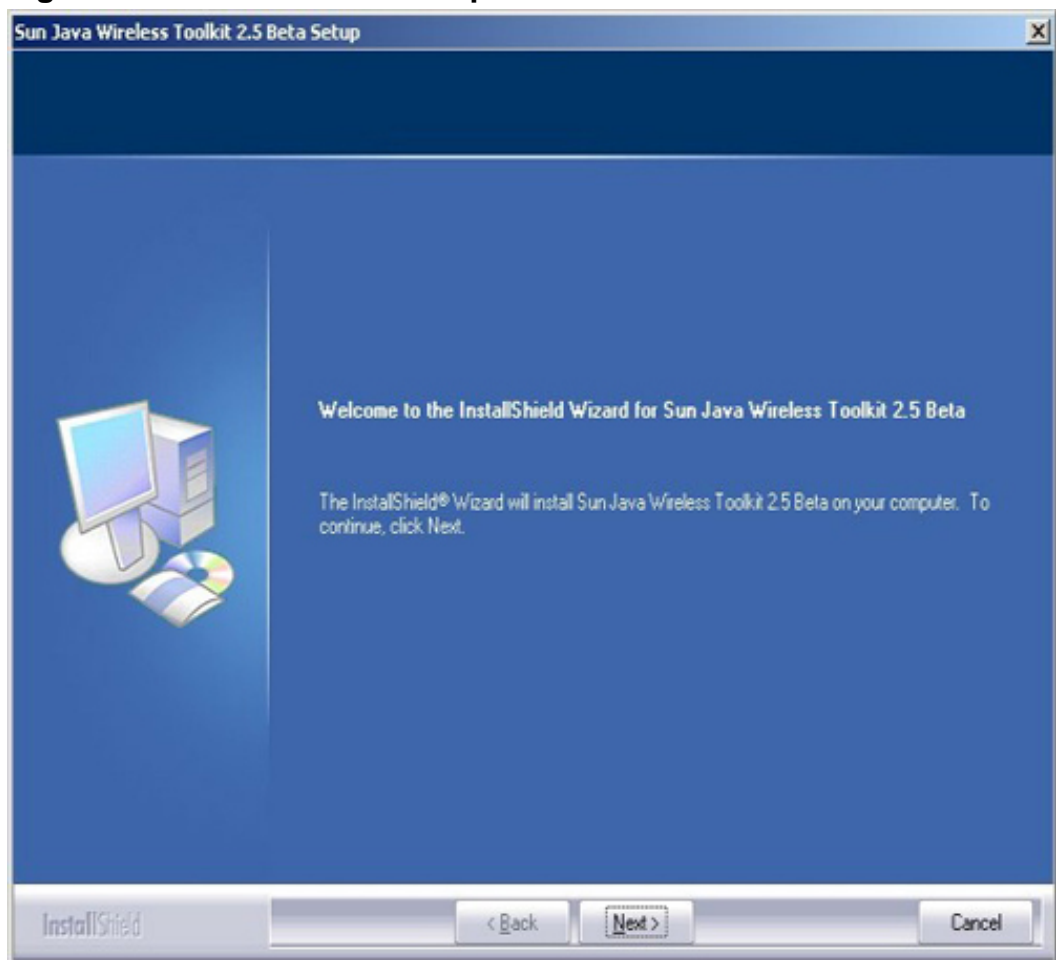 Sun Java Wireless Toolkit 2.5 Beta Setup
Welcome to the InstallShield Wizard for Sun Java Wireless Toolkit 2.5 Beta
The InstallShield® Wizard will install Sun Java Wireless Toolkit 2.5 Beta on your computer. To
continue, click Next.
InstallShield
< Back
Next >
Cancel